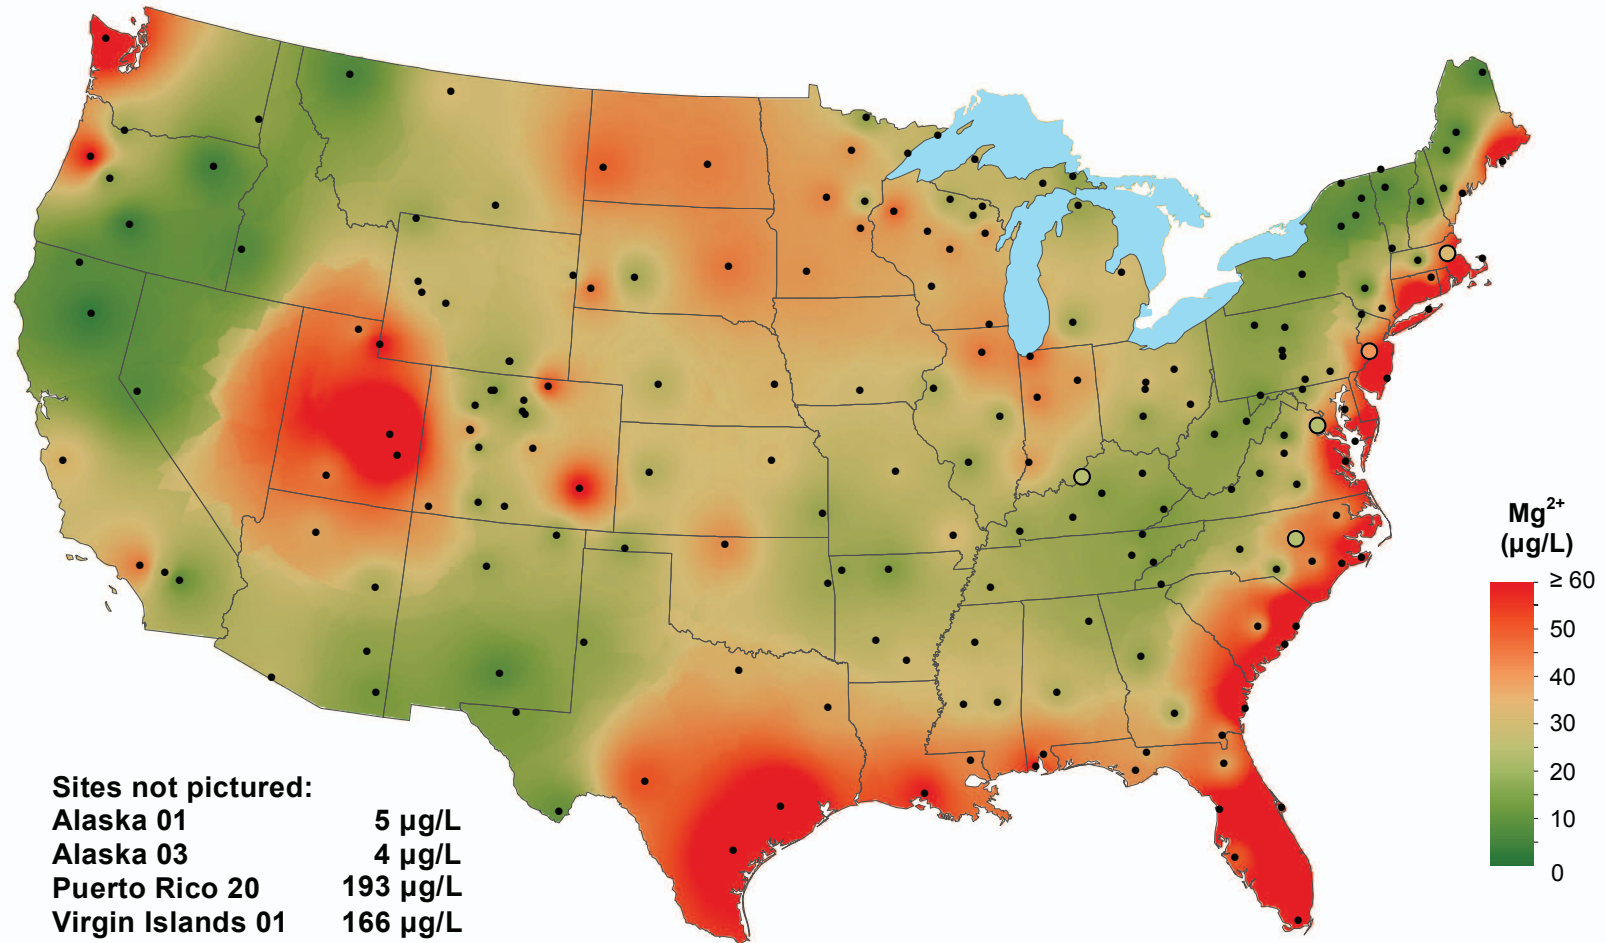 Mg2+
(µg/L)
≥ 60
50
40
30
20
10
0
Sites not pictured:
Alaska 01 5 µg/L
Alaska 03 4 µg/L
Puerto Rico 20 193 µg/L
Virgin Islands 01 166 µg/L